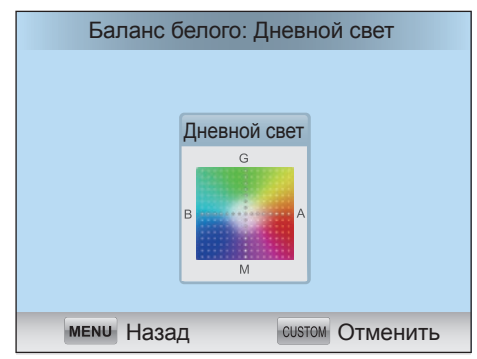 Баланс белого: Дневной свет
Дневной свет
G
B A
M
MENU Назад CUSTOM Отменить